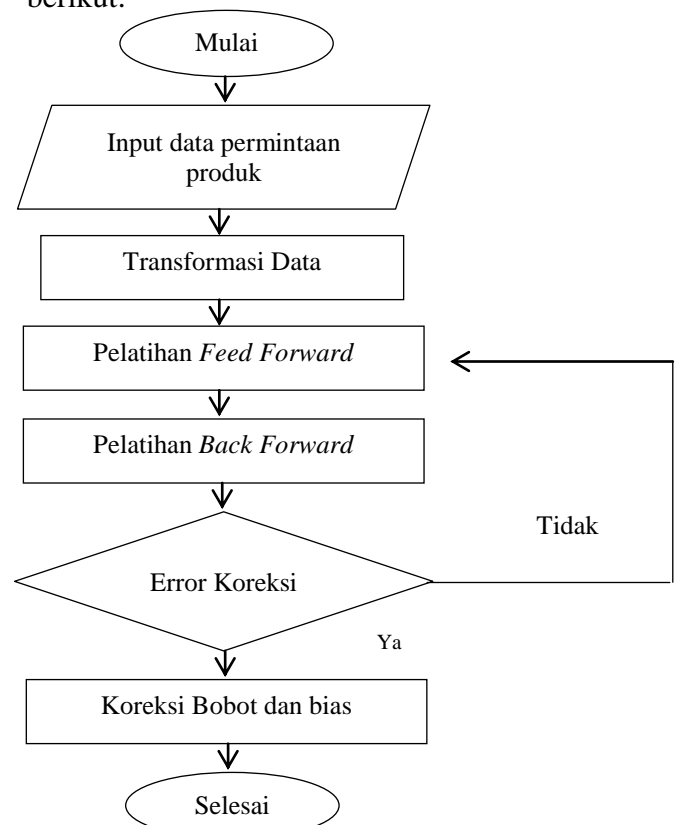 berikut:
Mulai
Input data permintaan
produk
Transformasi Data
Pelatihan Feed Forward
Pelatihan Back Forward
Tidak
Error Koreksi
Ya
Koreksi Bobot dan bias
Selesai